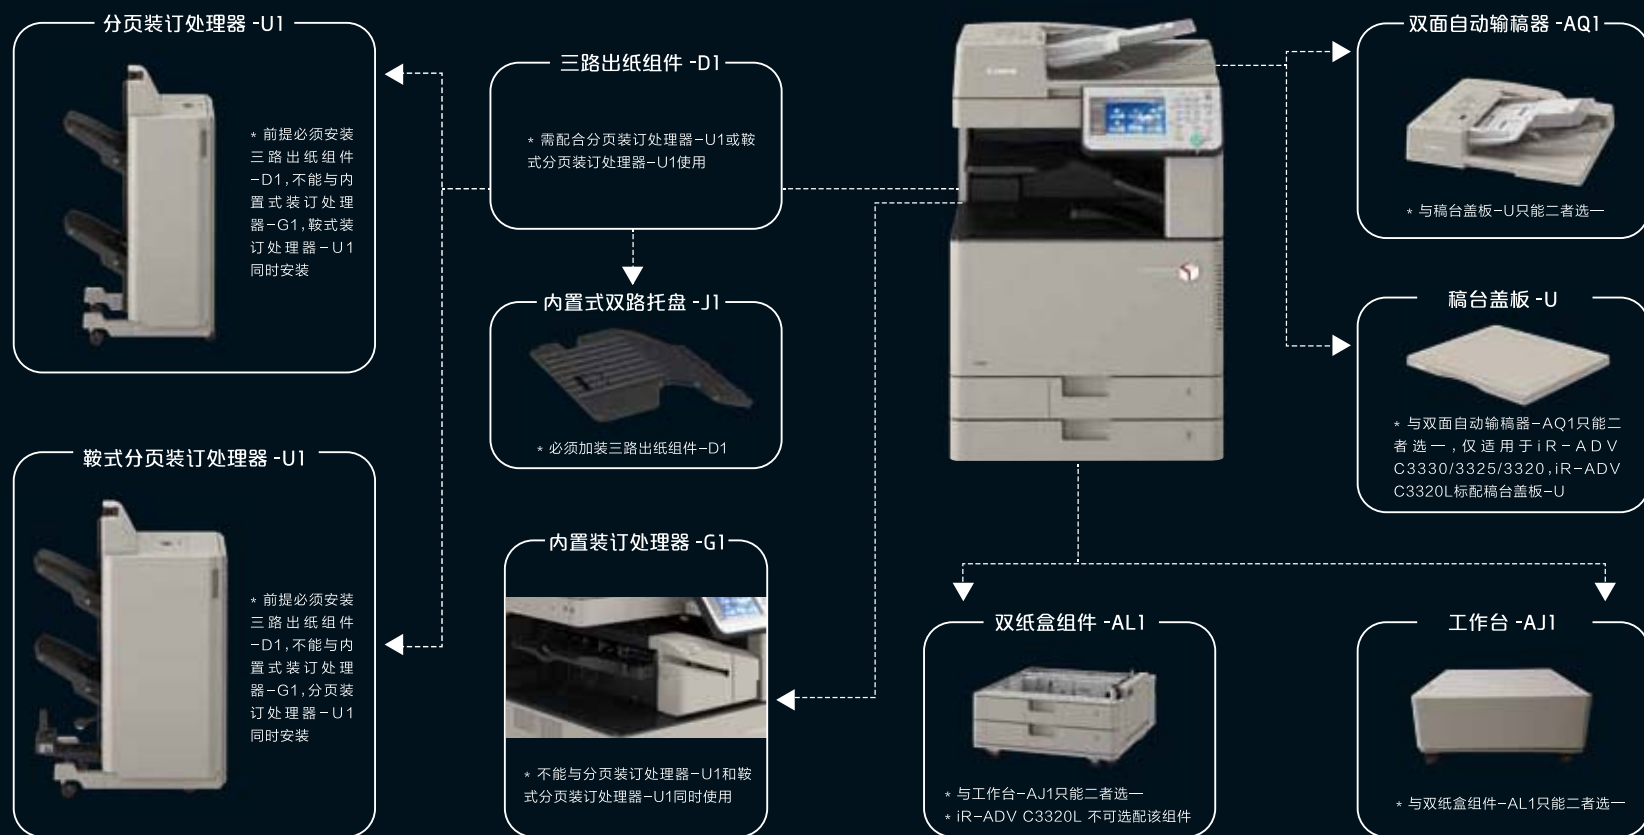 分页装订处理器 -U1
* 前提必须安装
三路出纸组件
-D1,不能与内
置式装订处理
器-G1,鞍式装
订处理器-U1
同时安装
鞍式分页装订处理器 -U1
* 前提必须安装
三路出纸组件
-D1,不能与内
置式装订处理
器-G1,分页装
订处理器-U1
同时安装
三路出纸组件 -D1
* 需配合分页装订处理器-U1或鞍
式分页装订处理器-U1使用
内置式双路托盘 -J1
* 必须加装三路出纸组件-D1
内置装订处理器 -G1
* 不能与分页装订处理器-U1和鞍
式分页装订处理器-U1同时使用
Canon
双纸盒组件 -AL1
* 与工作台-AJ1只能二者选一
* iR-ADV C3320L 不可选配该组件
双面自动输稿器 -AQ1
* 与稿台盖板-U只能二者选一
稿台盖板 -U
* 与双面自动输稿器-AQ1只能二
者选一,仅适用于iR-ADV
C3330/3325/3320,iR-ADV
C3320L标配稿台盖板-U
工作台 -AJ1
* 与双纸盒组件-AL1只能二者选一